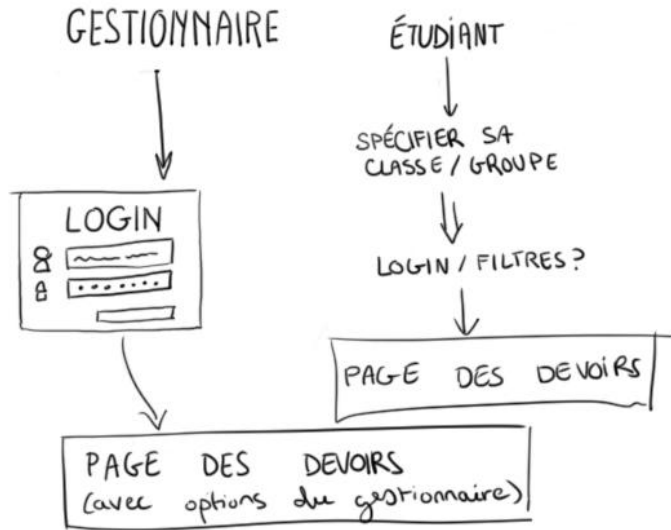 GESTIONNAIRE
LOGIN
PAGE DES DEVOIRS
(avec options du gestionnaire)
ÉTUDIANT
SPÉCIFIER SA
CLASSE / GROUPE
LOGIN / FILTRES ?
PAGE DES DEVOIRS